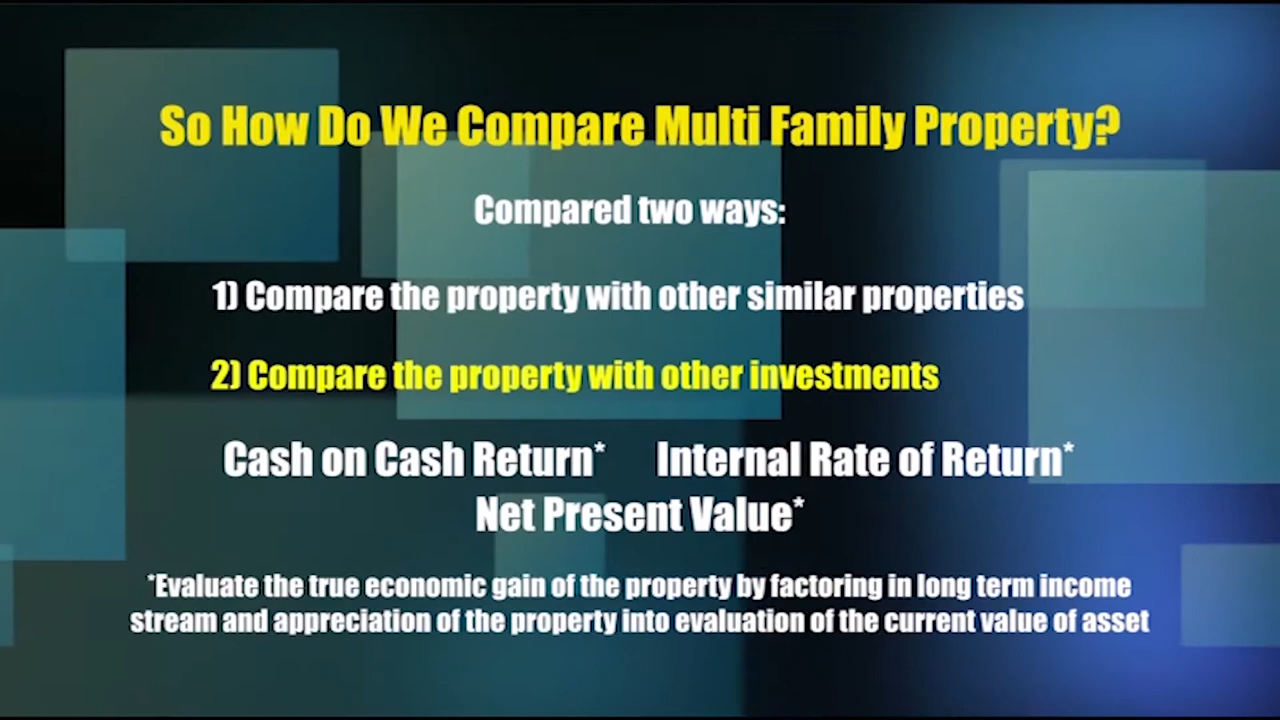 So How Do We Compare Multi Family Property?
Compared two ways:
1) Compare the property with other similar properties
2) Compare the property with other investments
Cash on Cash Return* Internal Rate of Return*
Net Present Value*
*Evaluate the true economic gain of the property by factoring in long term income
stream and appreciation of the property into evaluation of the current value of asset